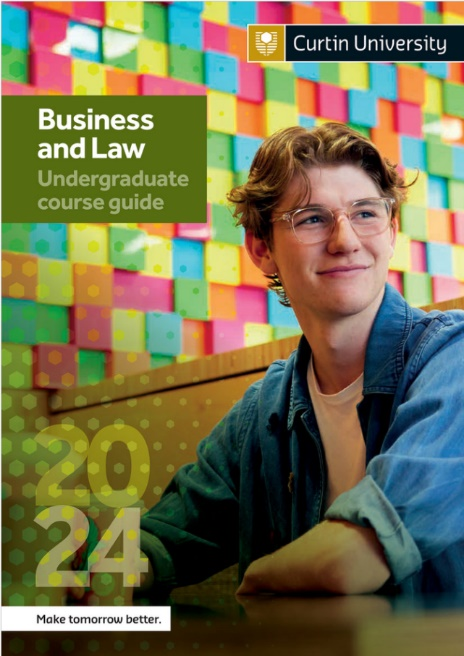 Curtin University
Business
and Law
Undergraduate
course guide
20
24
Make tomorrow better.